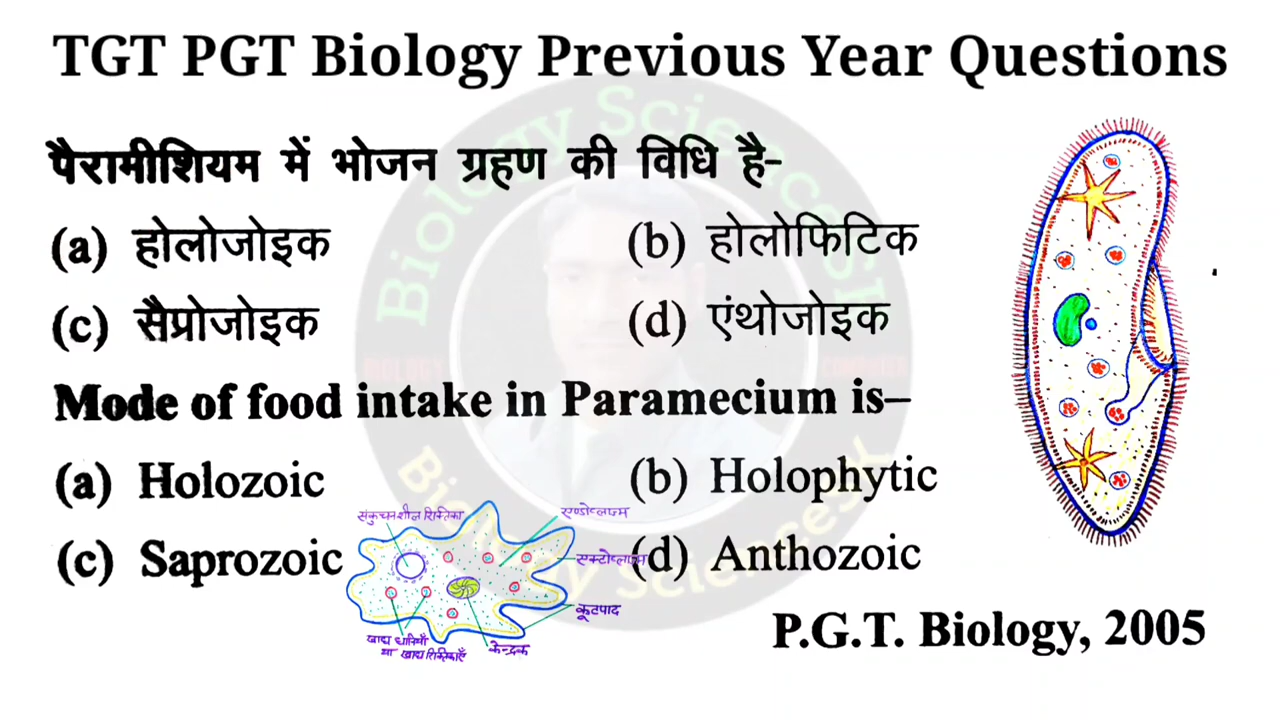 TGT PGT Biology Previous Year Questions
पैरामीशियम में भोजन ग्रहण की विधि है-
(a) होलोजोइक (b) होलोफिटिक
(c) सैप्रोजोइक (d) एंथोजोइक
Mode of food intake in Paramecium is–
(a) Holozoic (b) Holophytic
(c) Saprozoic (d) Anthozoic
संकुचनशील रिक्तिका
एण्डोप्लाज्म
एक्टोप्लाज्म
कूटपाद
केन्द्रक
खाद्य धानियाँ
या खाद्य रिक्तिकाएँ
P.G.T. Biology, 2005